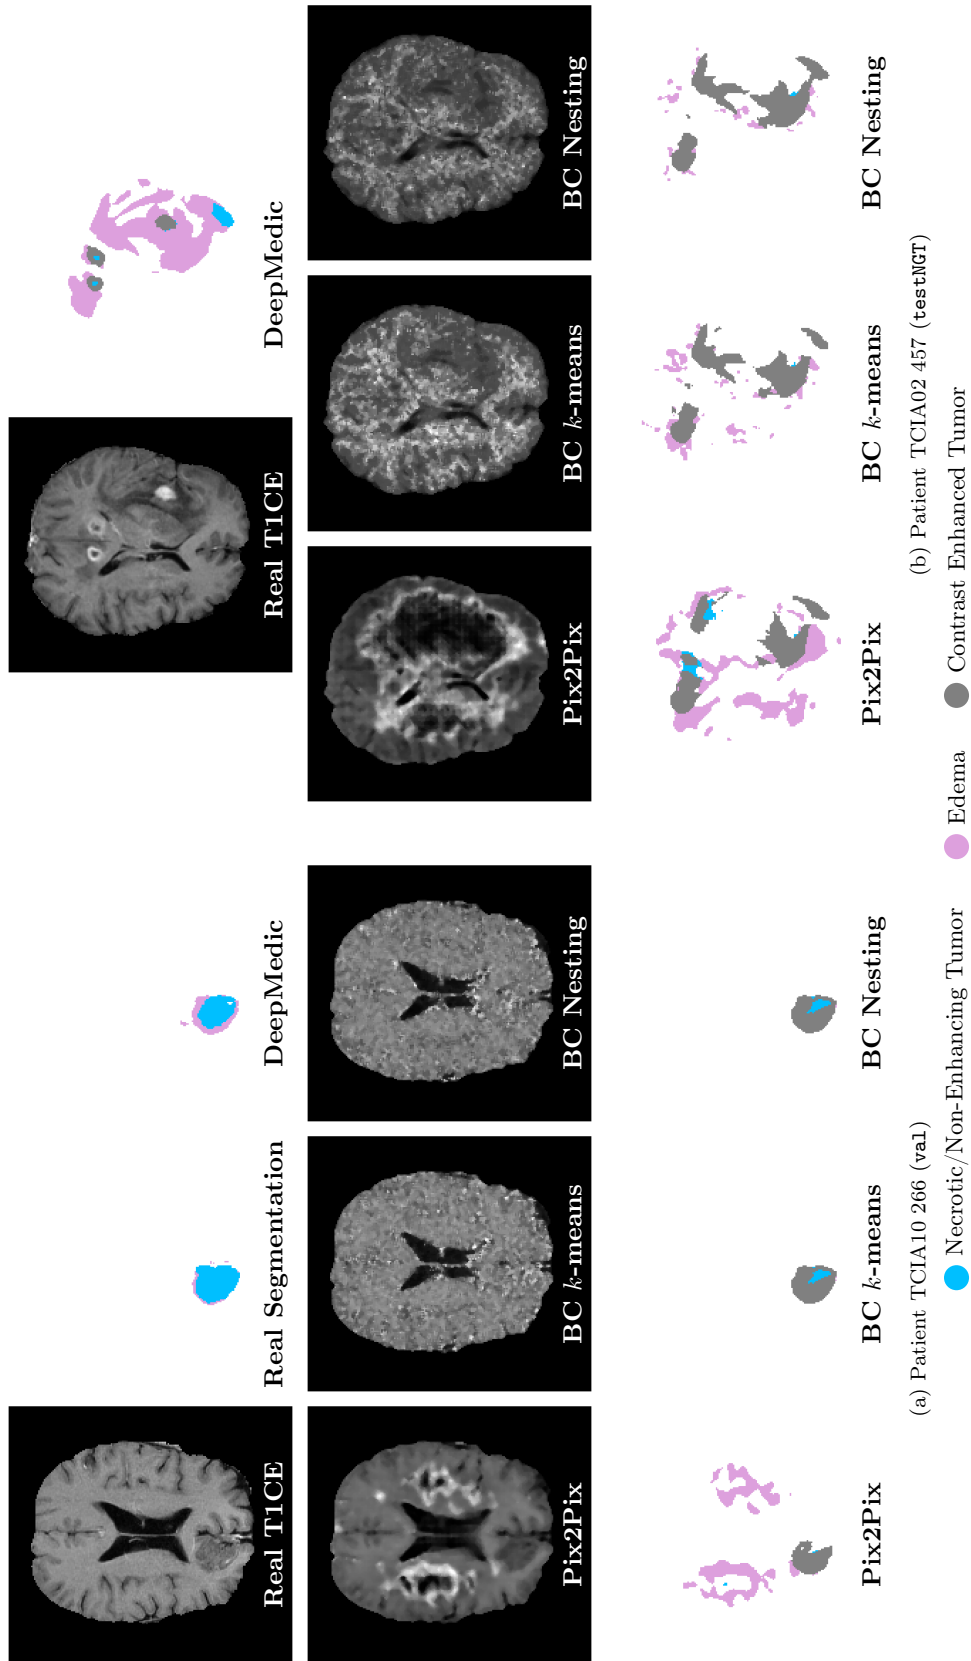 Real T1CE
Real Segmentation
DeepMedic
Pix2Pix
BC k-means
BC Nesting
Pix2Pix
BC k-means
BC Nesting
(a) Patient TCIA10 266 (val)
Real T1CE
DeepMedic
Pix2Pix
BC k-means
BC Nesting
Pix2Pix
BC k-means
BC Nesting
(b) Patient TCIA02 457 (testNGT)
Necrotic/Non-Enhancing Tumor
Edema
Contrast Enhanced Tumor